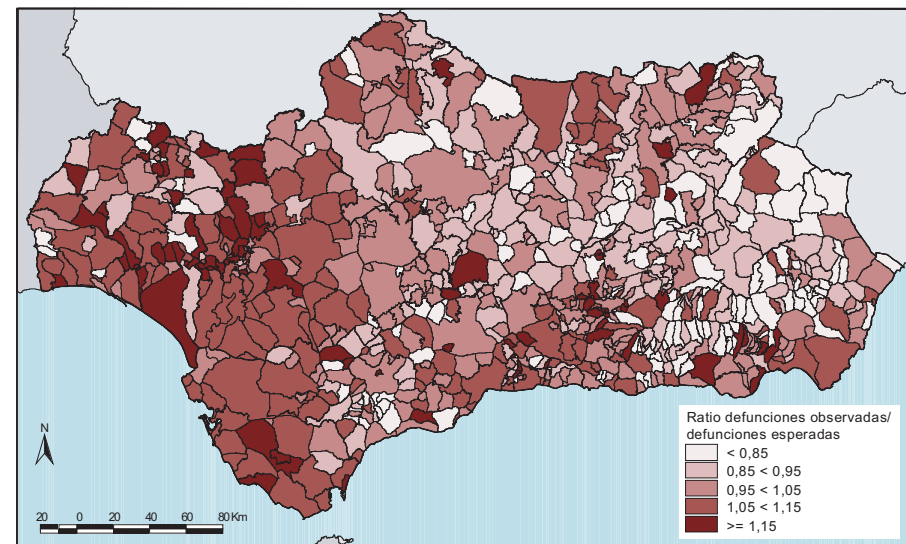 Ratio defunciones observadas/
defunciones esperadas
< 0,85
0,85 < 0,95
0,95 < 1,05
1,05 < 1,15
>= 1,15
N
20 0 20 40 60 80 Km